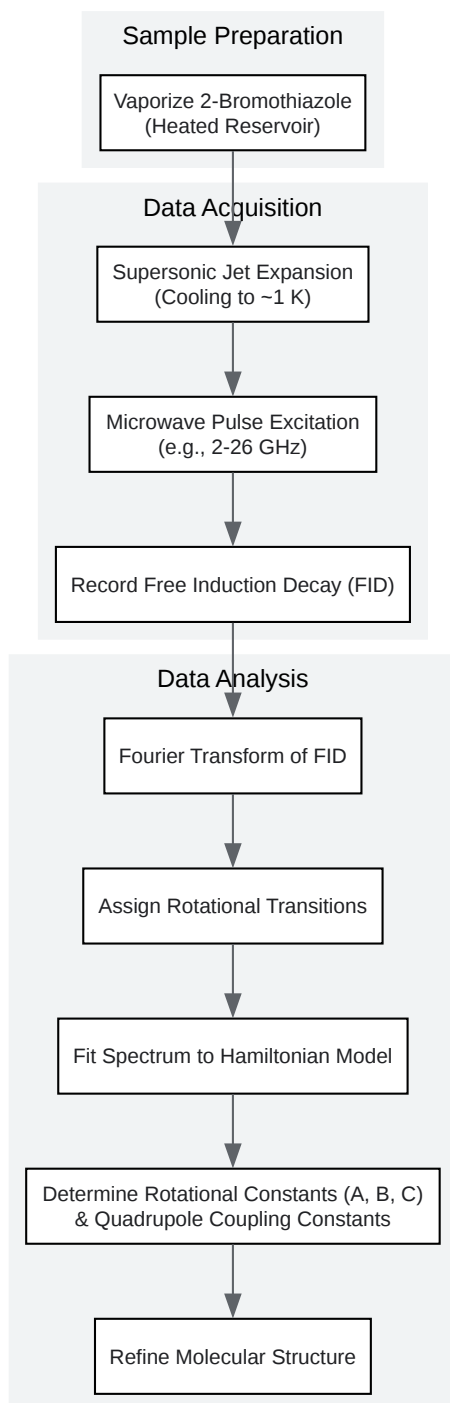 Sample Preparation
Vaporize 2-Bromothiazole
(Heated Reservoir)
Data Acquisition
Supersonic Jet Expansion
(Cooling to ~1 K)
Microwave Pulse Excitation
(e.g., 2-26 GHz)
Record Free Induction Decay (FID)
Data Analysis
Fourier Transform of FID
Assign Rotational Transitions
Fit Spectrum to Hamiltonian Model
Determine Rotational Constants (A, B, C)
& Quadrupole Coupling Constants
Refine Molecular Structure